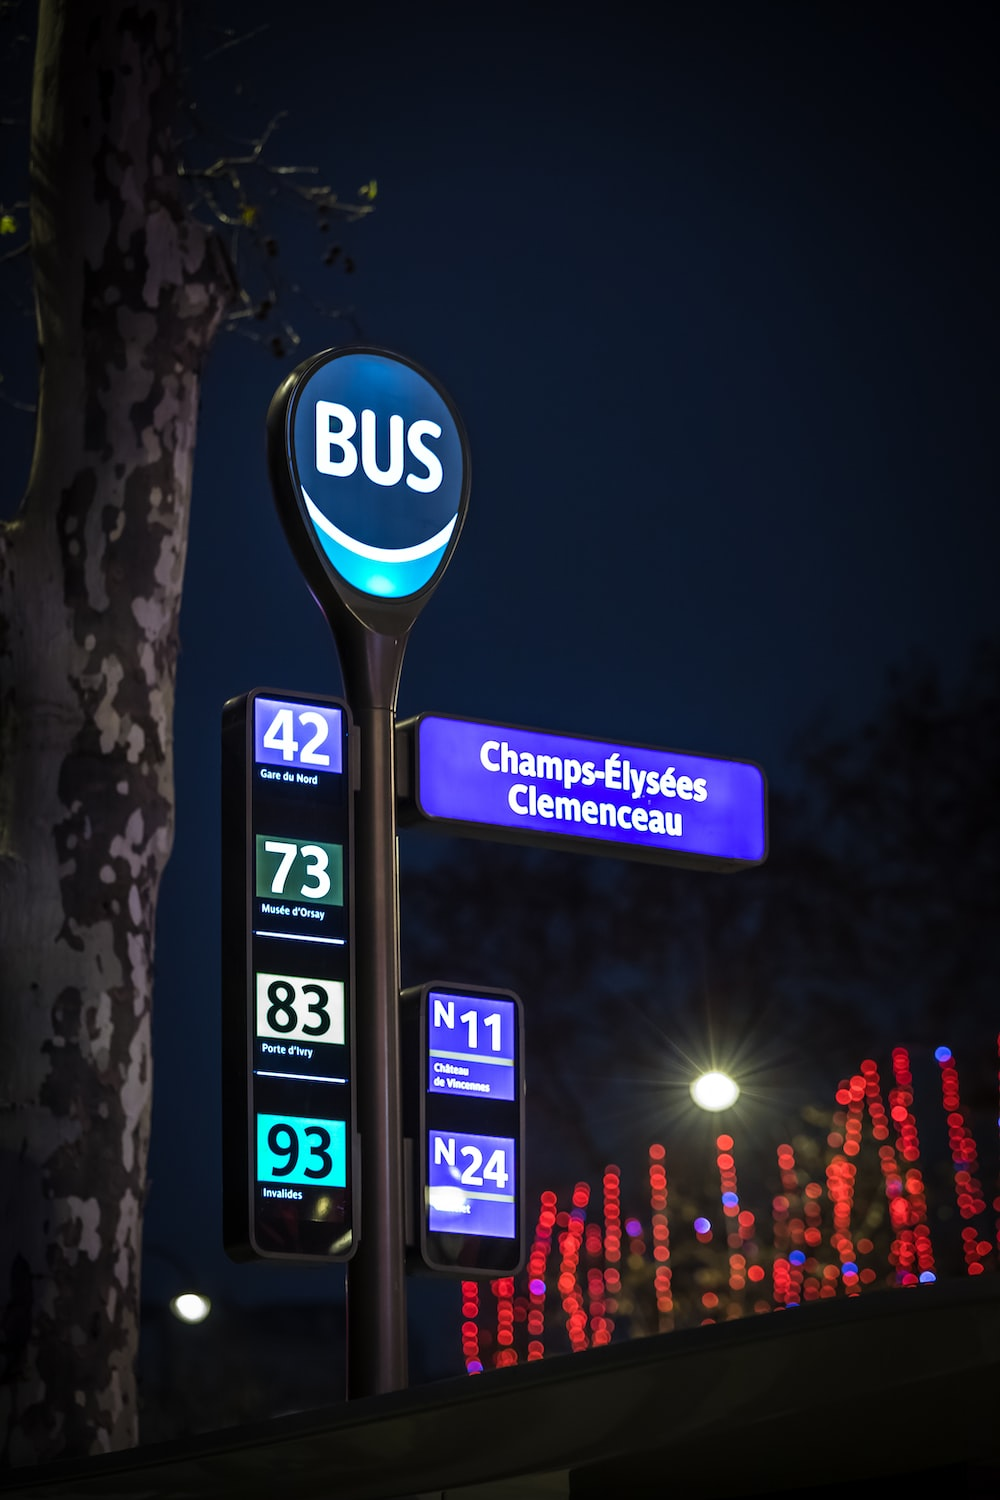 BUS
42
Gare du Nord
73
Musée d'Orsay
83
Porte d'Ivry
93
Invalides
Champs-Élysées
Clemenceau
N11
Château
de Vincennes
N24